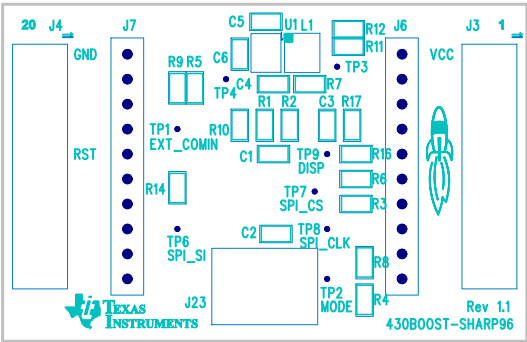 20 J4
J7
C5
U1 L1
R12
J6
J3 1
R11
GND
C6
TP3
VCC
R9 R5
TP4
C4
R7
R1 R2
C3 R17
TP1
R10
EXT_COMIN
RST
C1
TP9
R16
DISP
R14
R6
TP7
SPI_CS
R3
TP6
C2
TP8
SPI_SI
SPI_CLK
R8
TP2
J23
MODE
R4
TEXAS
INSTRUMENTS
Rev 1.1
430BOOST-SHARP96